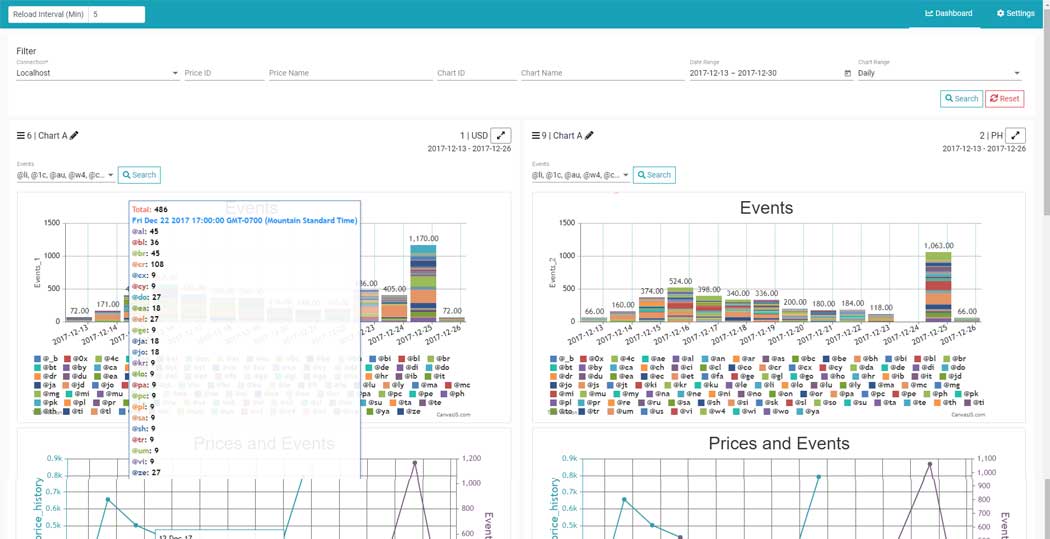 Reload Interval (Min) 5
Dashboard Settings
Filter
Connection*
Localhost
Price ID
Price Name
Chart ID
Chart Name
Date Range
2017-12-13 – 2017-12-30
Chart Range
Daily
Search Reset
6 | Chart A
1 | USD
2017-12-13 - 2017-12-26
Events
@li, @1c, @au, @w4, @c...
Search
Events
Events_1
1500
1000
500
0
72.00
171.00
405.00
1,170.00
72.00
2017-12-13
2017-12-14
2017-12-24
2017-12-25
2017-12-26
Total: 486
Fri Dec 22 2017 17:00:00 GMT-0700 (Mountain Standard Time)
@al: 45
@bl: 36
@br: 45
@cr: 108
@cx: 9
@cy: 9
@do: 27
@ea: 18
@el: 27
@ge: 9
@ja: 18
@jo: 18
@kr: 9
@lo: 9
@pa: 9
@pc: 9
@pl: 9
@sa: 9
@sh: 9
@tr: 9
@um: 9
@vi: 9
@ze: 27
@_b @0x @4c @bi @bl @br
@bt @by @ca @de @di @do
@dr @du @ea @hr @ib @it
@ja @jd @jo @lu @ly @ma @mc
@mg @pa @pc @pe @ph
@pk @pl @pr @su @ta @te
@th @ti @tl @ya @ze
CanvasJS.com
Prices and Events
price_history
0.9k
0.8k
0.7k
0.5k
1,200
1,000
800
600
Events
12 Dec 17
9 | Chart A
2 | PH
2017-12-13 - 2017-12-26
Events
@li, @1c, @au, @w4, @c...
Search
Events
Events_2
1500
1000
500
0
66.00
160.00
374.00
524.00
398.00
340.00
336.00
200.00
180.00
184.00
118.00
1,063.00
66.00
2017-12-13
2017-12-14
2017-12-15
2017-12-16
2017-12-17
2017-12-18
2017-12-19
2017-12-20
2017-12-21
2017-12-22
2017-12-23
2017-12-24
2017-12-25
2017-12-26
@_b @0x @4c @ae @al @an @ar @as @bc @be @bh @bi @bl @br
@bt @by @ca @ch @ci @cl @co @cr @cx @cy @de @di @do
@dr @du @ea @ec @fa @ge @gl @go @hr @ib @it @jd
@jo @js @jt @ki @kr @ku @le @li @lo @lu @ly @ma @mc @mg
@mi @mu @my @na @ne @ni @no @on @or @pa @pc @pe @ph
@pk @pl @pr @re @ru @sa @sh @si @sk @sl @su @ta @te @th @ti
@to @tr @um @us @vi @w4 @wi @wo @ya
CanvasJS.com
Prices and Events
price_history
0.9k
0.8k
0.7k
0.6k
0.5k
1,100
1,000
900
800
700
600
Events